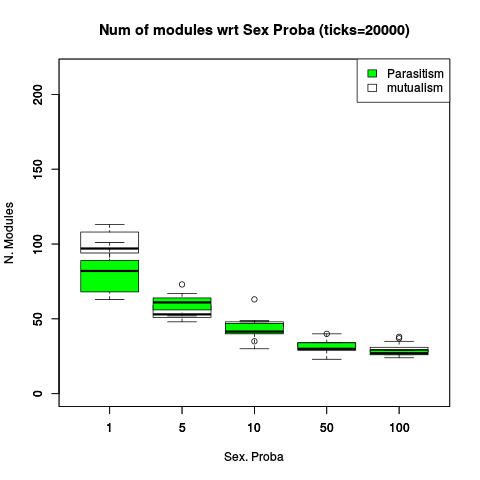 Num of modules wrt Sex Proba (ticks=20000)
Parasitism
mutualism
N. Modules
200
150
100
50
0
1 5 10 50 100
Sex. Proba